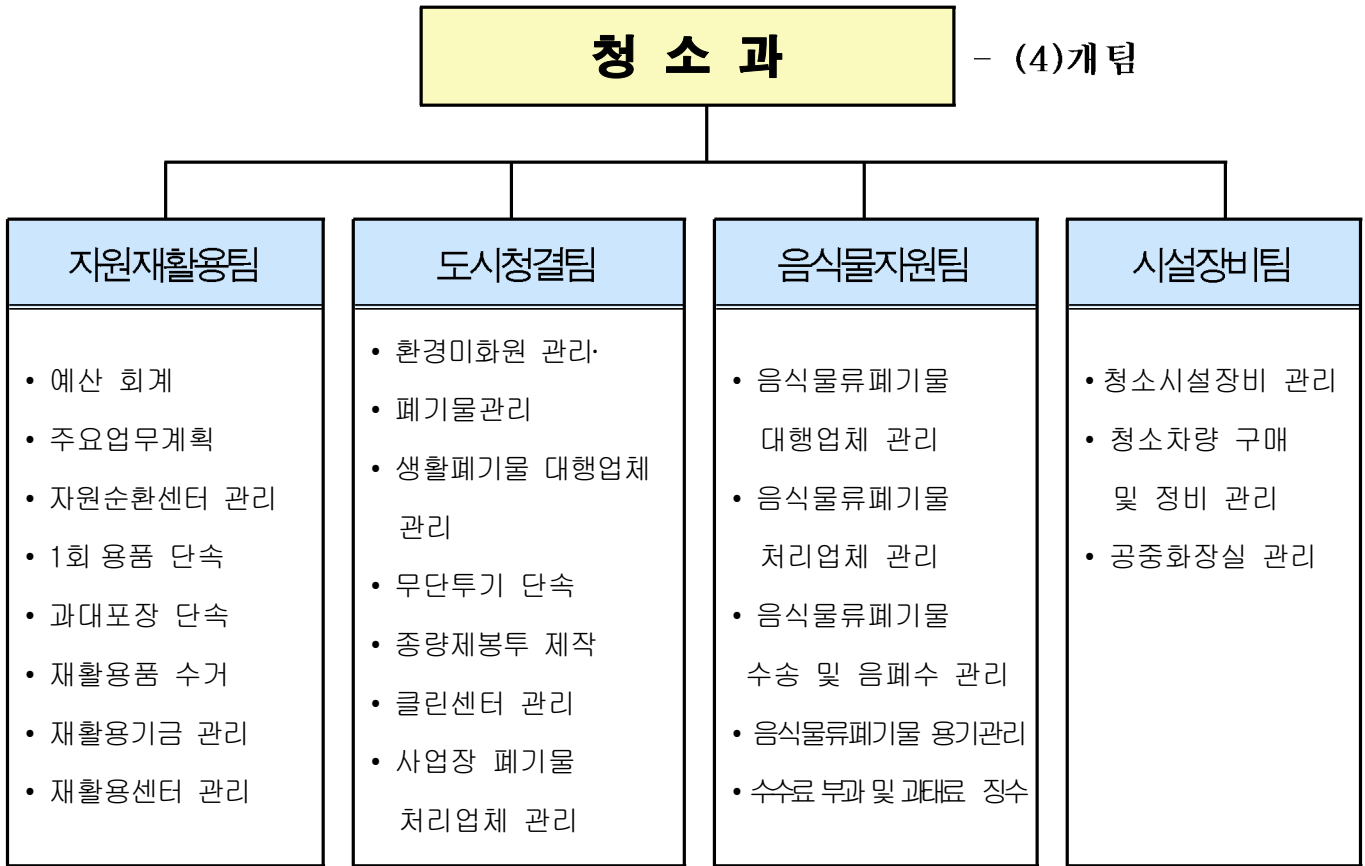 청 소 과
- (4)개 팀
자원재활용팀
• 예산 회계
• 주요업무계획
• 자원순환센터 관리
• 1회 용품 단속
• 과대포장 단속
• 재활용품 수거
• 재활용기금 관리
• 재활용센터 관리
도시청결팀
• 환경미화원 관리·
• 폐기물관리
• 생활폐기물 대행업체
관리
• 무단투기 단속
• 종량제봉투 제작
• 클린센터 관리
• 사업장 폐기물
처리업체 관리
음식물자원팀
• 음식물류폐기물
대행업체 관리
• 음식물류폐기물
처리업체 관리
• 음식물류폐기물
수송 및 음폐수 관리
• 음식물류폐기물 용기관리
• 수수료 부과 및 과태료 징수
시설장비팀
• 청소시설장비 관리
• 청소차량 구매
및 정비 관리
• 공중화장실 관리